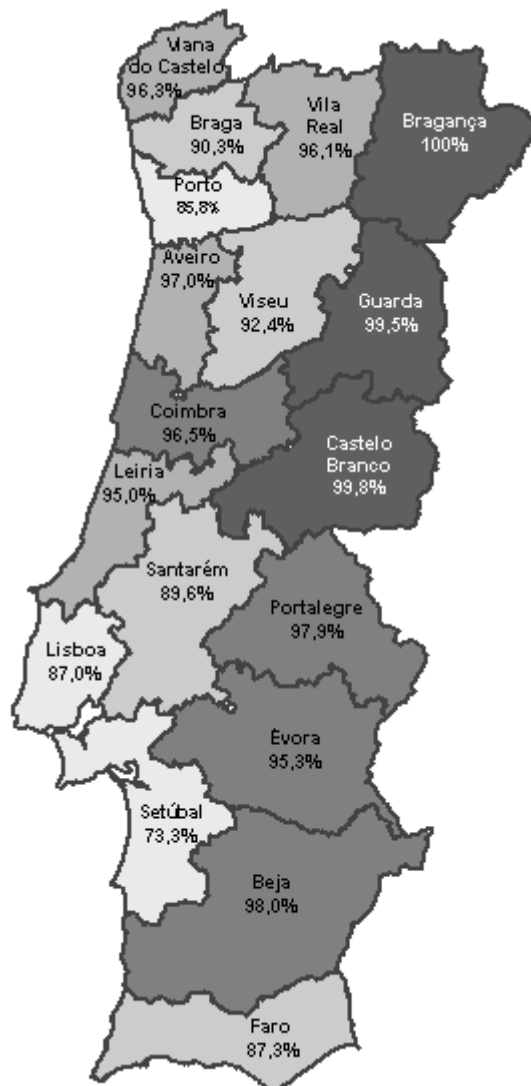 Viana
do Castelo
96,3%
Braga
90,3%
Vila
Real
96,1%
Bragança
100%
Porto
85,8%
Aveiro
97,0%
Viseu
92,4%
Guarda
99,5%
Coimbra
96,5%
Castelo
Branco
99,8%
Leiria
95,0%
Santarém
89,6%
Portalegre
97,9%
Lisboa
87,0%
Évora
95,3%
Setúbal
73,3%
Beja
98,0%
Faro
87,3%